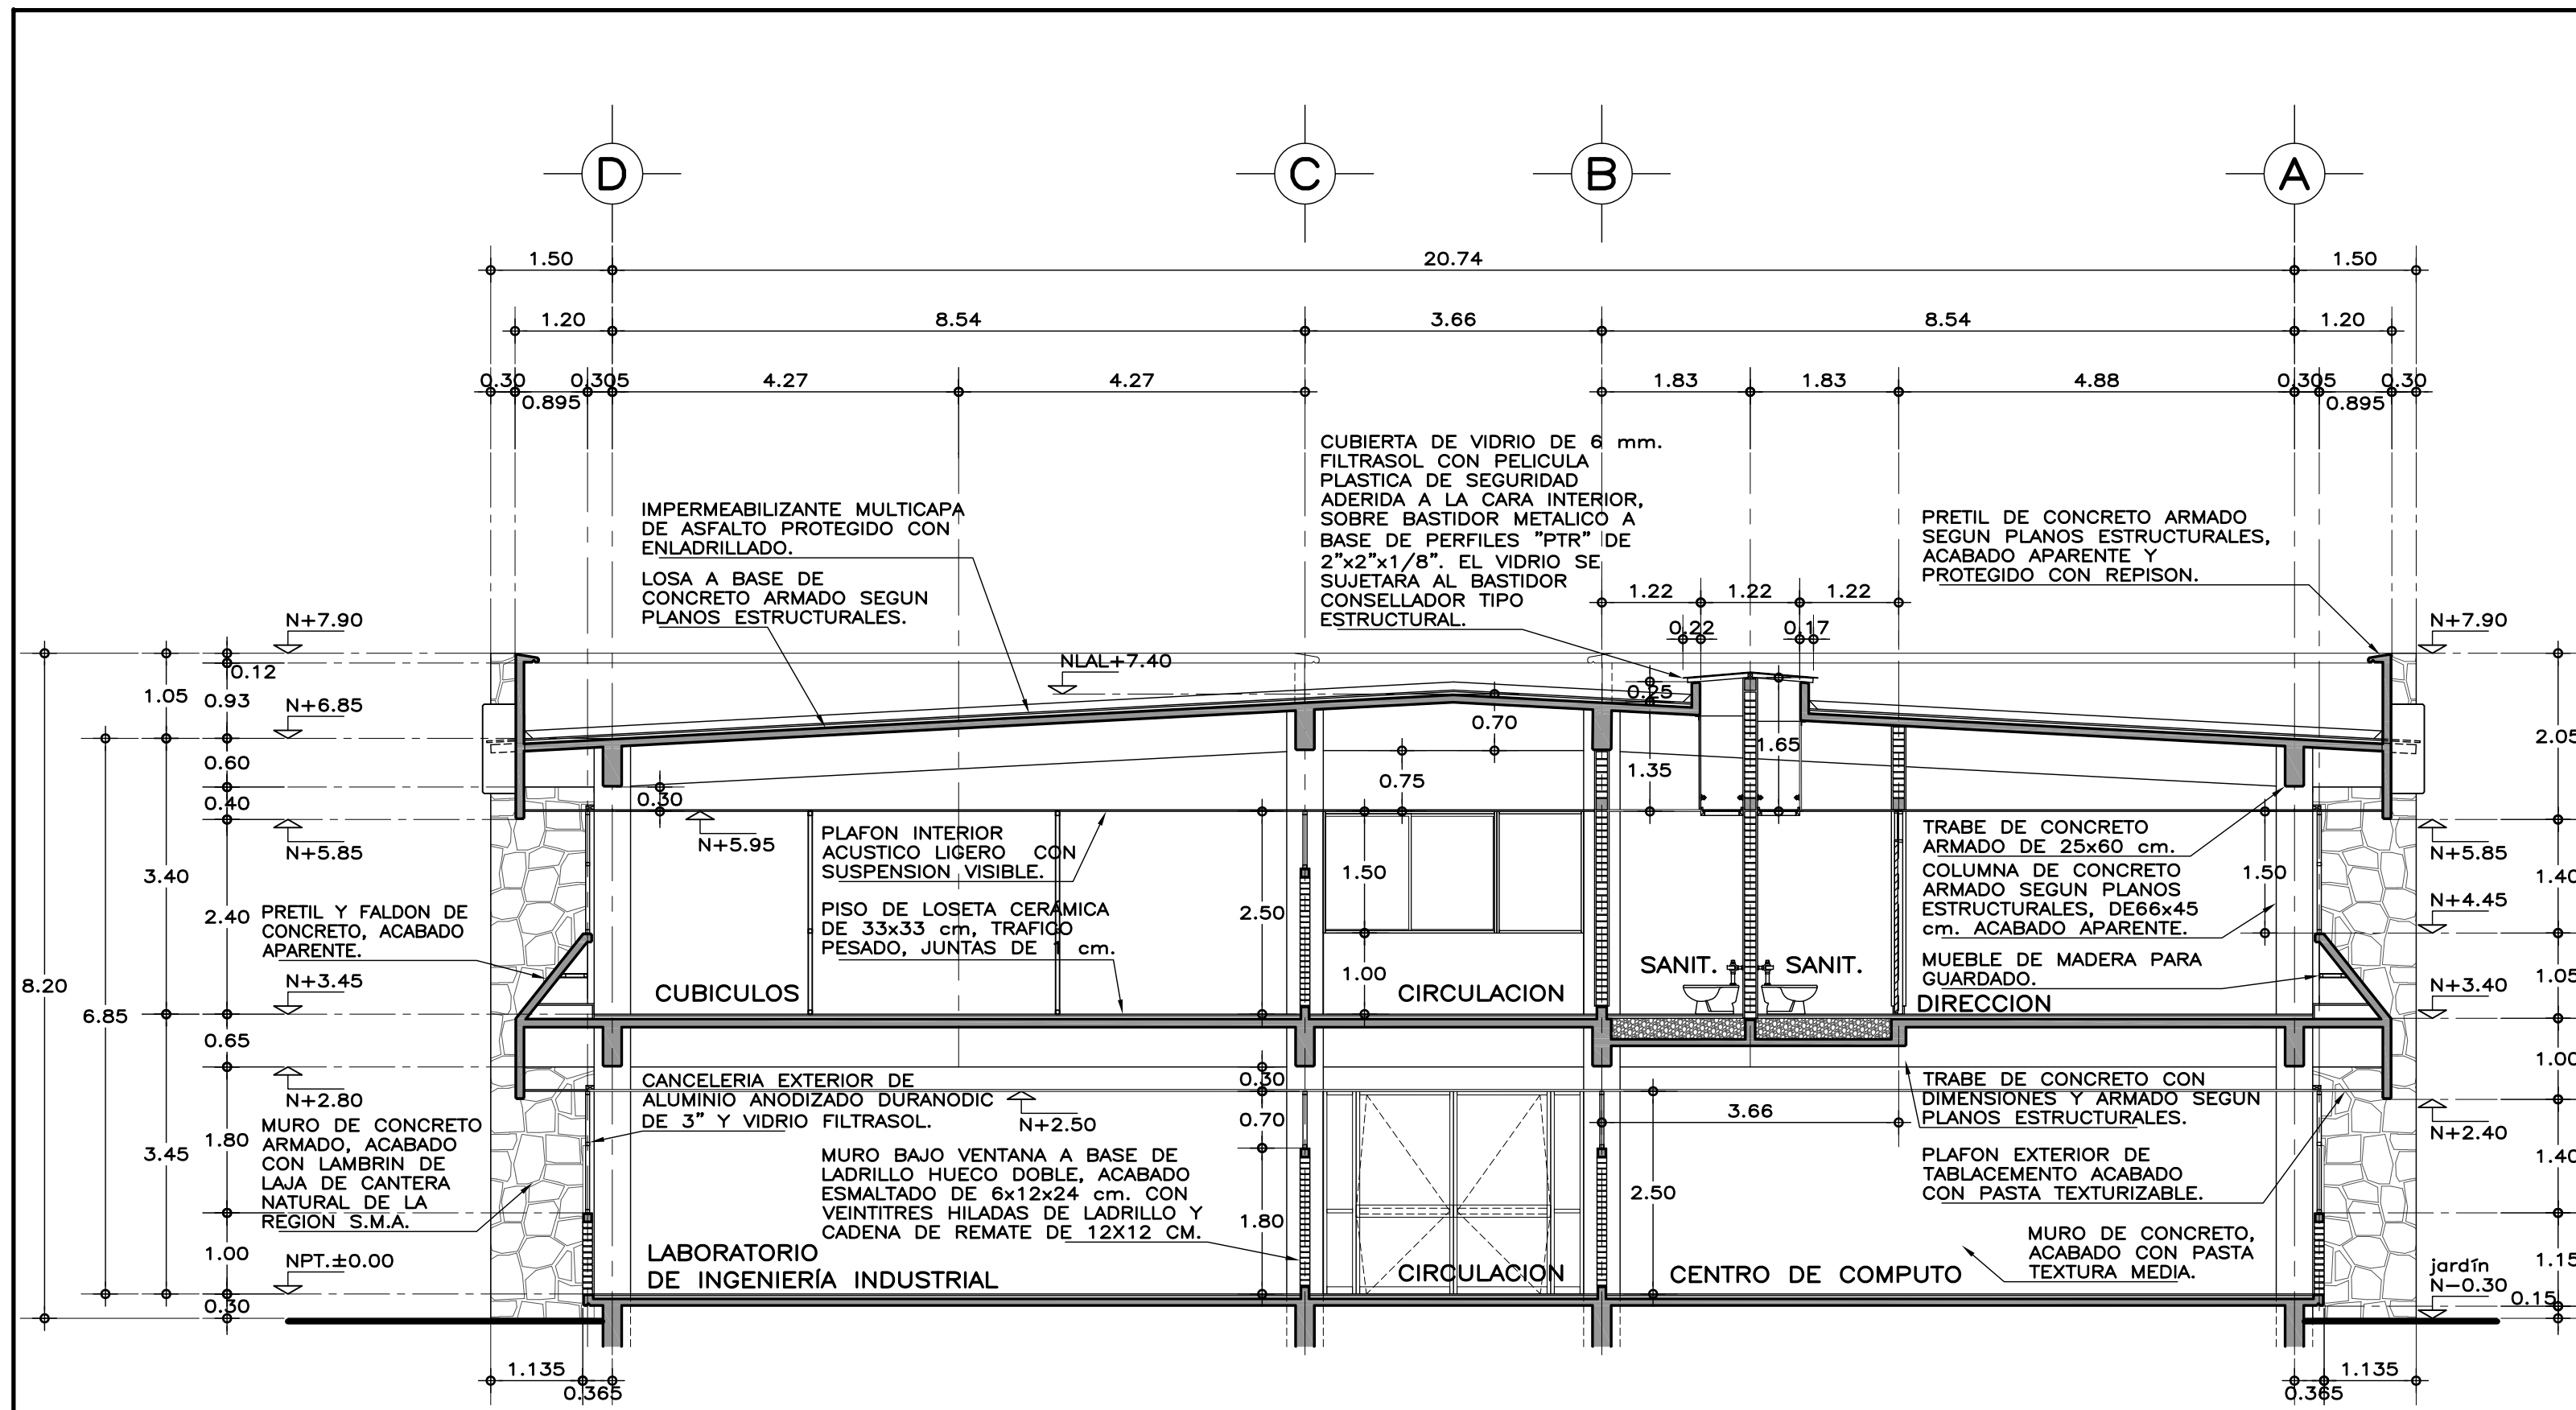 D
C
B
A
1.50
20.74
1.50
1.20
8.54
3.66
8.54
1.20
0.30
0.895
0.305
4.27
4.27
1.83
1.83
4.88
0.305
0.895
0.30
CUBIERTA DE VIDRIO DE 6 mm.
FILTRASOL CON PELICULA
PLASTICA DE SEGURIDAD
ADERIDA A LA CARA INTERIOR,
SOBRE BASTIDOR METALICO A
BASE DE PERFILES "PTR" DE
2"x2"x1/8". EL VIDRIO SE
SUJETARA AL BASTIDOR
CONSELLADOR TIPO
ESTRUCTURAL.
IMPERMEABILIZANTE MULTICAPA
DE ASFALTO PROTEGIDO CON
ENLADRILLADO.
LOSA A BASE DE
CONCRETO ARMADO SEGUN
PLANOS ESTRUCTURALES.
PRETIL DE CONCRETO ARMADO
SEGUN PLANOS ESTRUCTURALES,
ACABADO APARENTE Y
PROTEGIDO CON REPISON.
1.22
1.22
1.22
0.22
0.17
N+7.90
N+7.90
NLAL+7.40
0.12
1.05
0.93
N+6.85
0.60
0.40
0.25
0.70
0.75
1.65
1.35
2.05
0.30
N+5.95
N+5.85
N+5.85
PLAFON INTERIOR
ACUSTICO LIGERO CON
SUSPENSION VISIBLE.
PISO DE LOSETA CERAMICA
DE 33x33 cm, TRAFICO
PESADO, JUNTAS DE 1 cm.
TRABE DE CONCRETO
ARMADO DE 25x60 cm.
COLUMNA DE CONCRETO
ARMADO SEGUN PLANOS
ESTRUCTURALES, DE66x45
cm. ACABADO APARENTE.
MUEBLE DE MADERA PARA
GUARDADO.
3.40
2.40
PRETIL Y FALDON DE
CONCRETO, ACABADO
APARENTE.
N+3.45
8.20
6.85
2.50
1.50
1.00
1.50
1.40
N+4.45
1.05
N+3.40
CUBICULOS
CIRCULACION
SANIT.
SANIT.
DIRECCION
0.65
N+2.80
MURO DE CONCRETO
ARMADO, ACABADO
CON LAMBRIN DE
LAJA DE CANTERA
NATURAL DE LA
REGION S.M.A.
1.80
3.45
1.00
NPT.±0.00
0.30
CANCELERIA EXTERIOR DE
ALUMINIO ANODIZADO DURANODIC
DE 3" Y VIDRIO FILTRASOL.
N+2.50
MURO BAJO VENTANA A BASE DE
LADRILLO HUECO DOBLE, ACABADO
ESMALTADO DE 6x12x24 cm. CON
VEINTITRES HILADAS DE LADRILLO Y
CADENA DE REMATE DE 12X12 CM.
0.30
0.70
1.80
2.50
3.66
TRABE DE CONCRETO CON
DIMENSIONES Y ARMADO SEGUN
PLANOS ESTRUCTURALES.
PLAFON EXTERIOR DE
TABLACEMENTO ACABADO
CON PASTA TEXTURIZABLE.
MURO DE CONCRETO,
ACABADO CON PASTA
TEXTURA MEDIA.
1.00
N+2.40
1.40
1.15
jardín
N-0.30
0.15
LABORATORIO
DE INGENIERÍA INDUSTRIAL
CIRCULACION
CENTRO DE COMPUTO
1.135
0.365
0.365
1.135